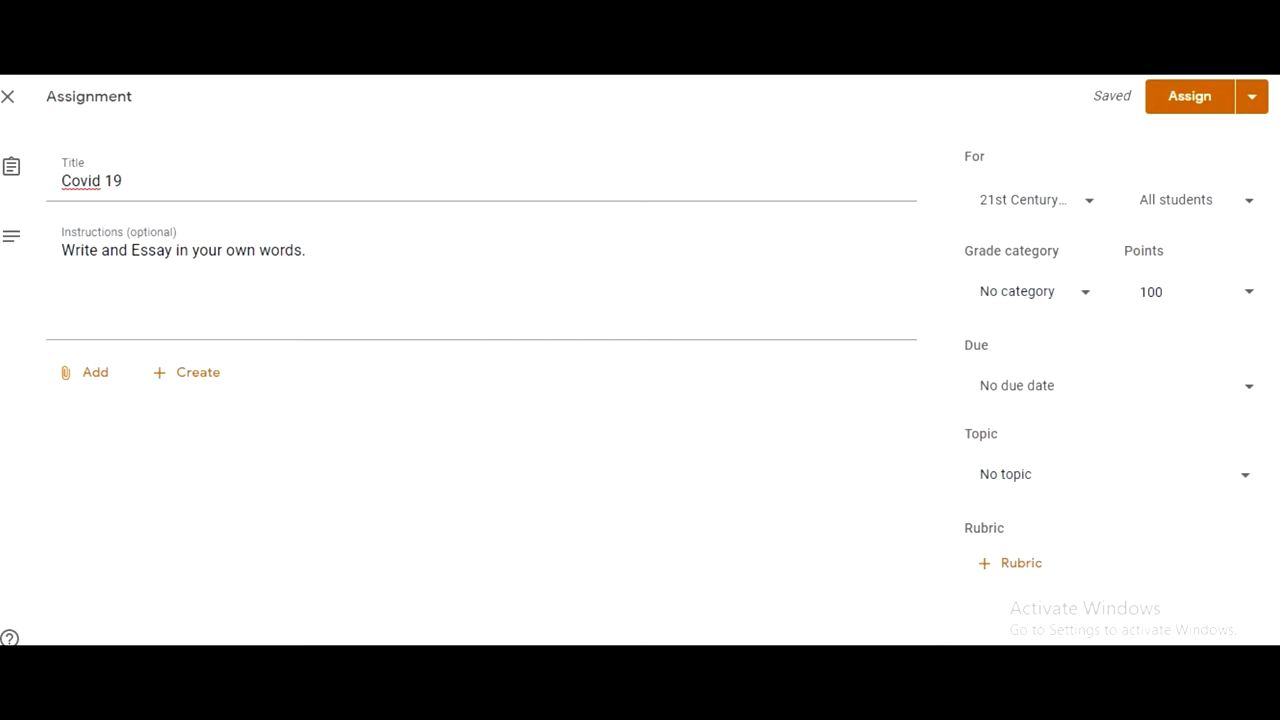 Assignment
Saved
Assign
Title
Covid 19
Instructions (optional)
Write and Essay in your own words.
Add
Create
For
21st Century...
All students
Grade category
Points
No category
100
Due
No due date
Topic
No topic
Rubric
Rubric
Activate Windows
Go to Settings to activate Windows.